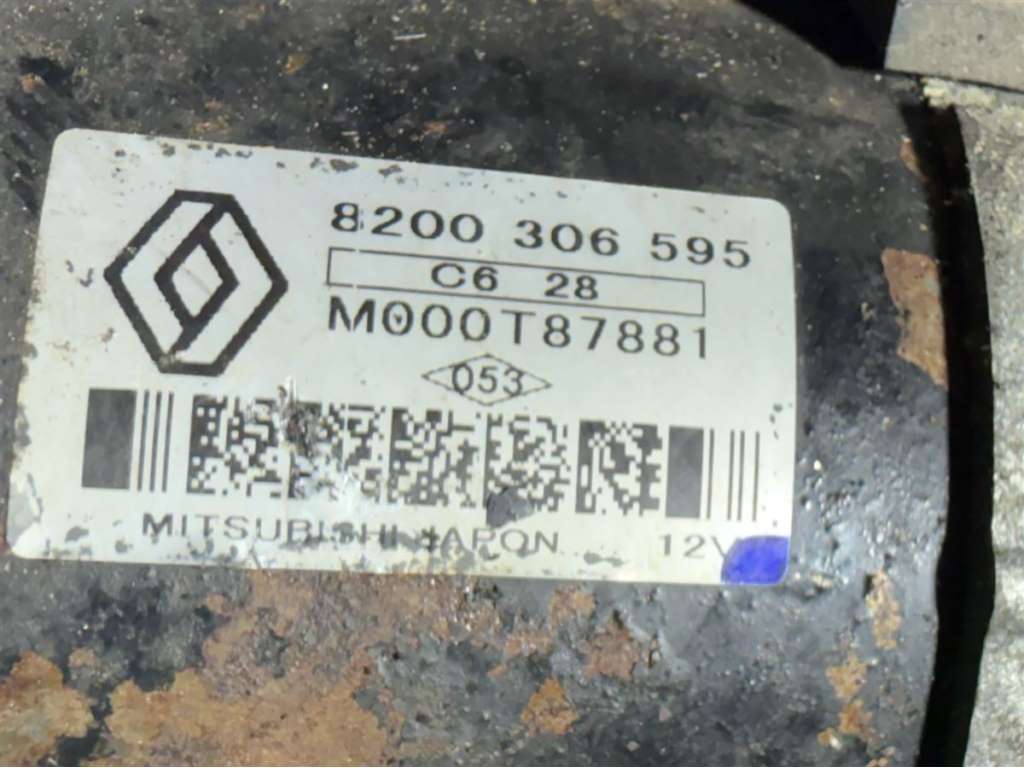 8200 306 595
C6 28
M000T87881
053
MITSUBISHI JAPON 12V